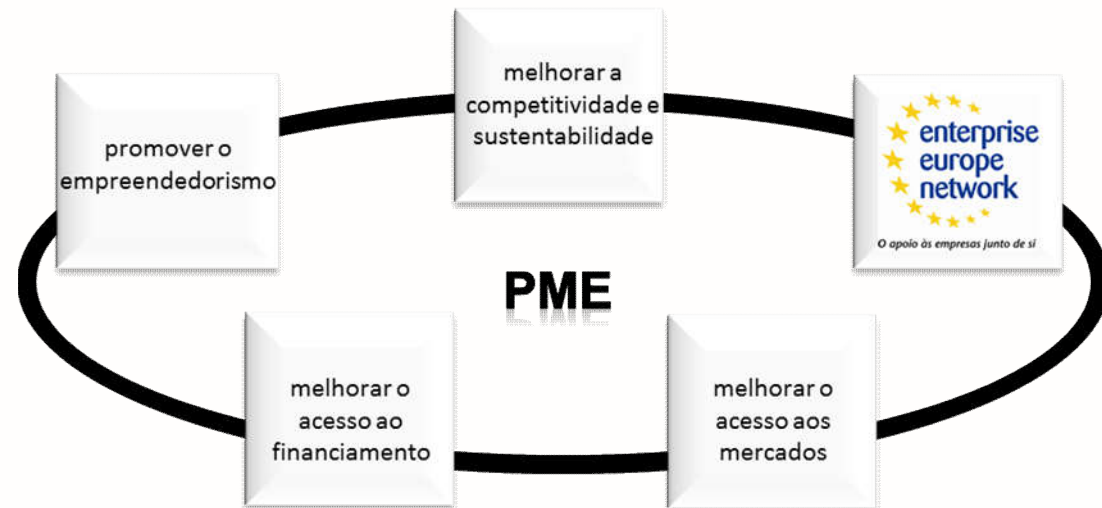 melhorar a
competitividade e
sustentabilidade
promover o
empreendedorismo
enterprise
europe
network
O apoio às empresas junto de si
PME
melhorar o
acesso ao
financiamento
melhorar o
acesso aos
mercados